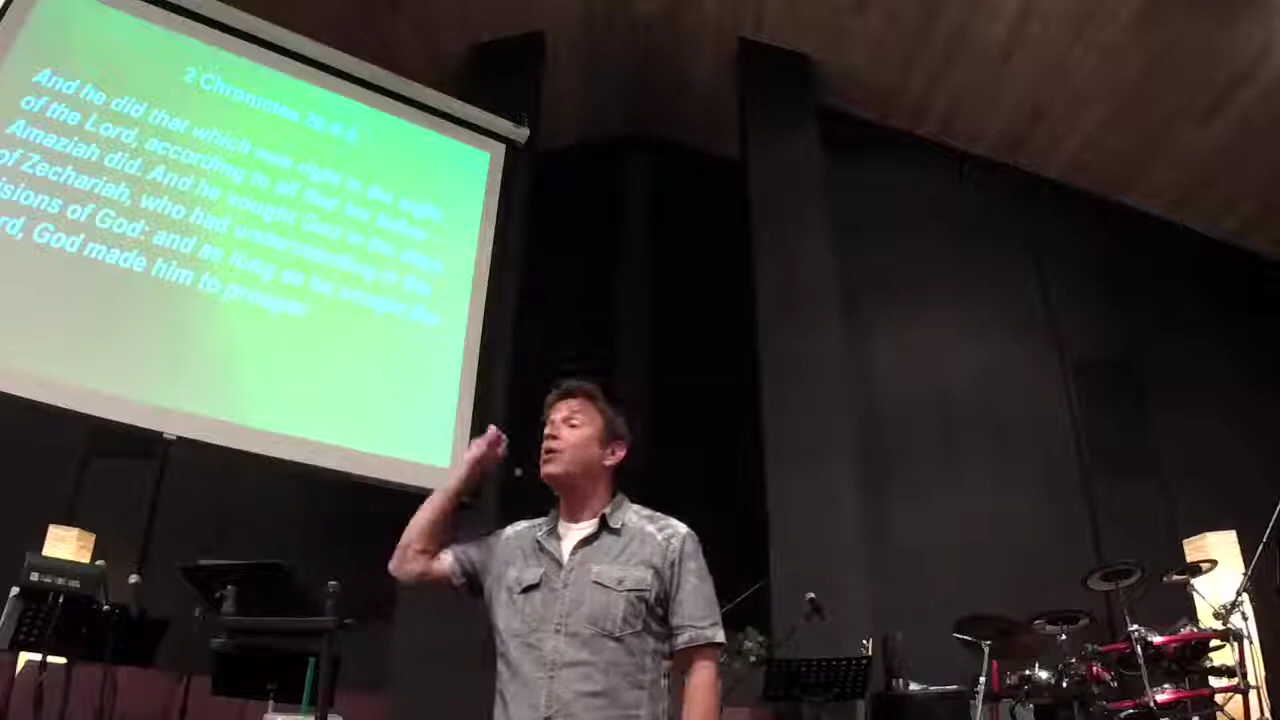 2 Chronicles 26:4-5
And he did that which was right in the sight
of the Lord, according to all that his father
Amaziah did. And he sought God in the days
of Zechariah, who had understanding in the
isions of God: and as long as he sought the
rd, God made him to prosper.